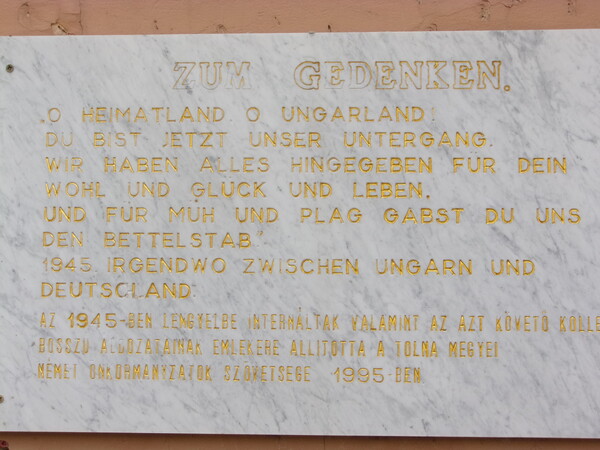 ZUM GEDENKEN.
„O HEIMATLAND. O UNGARLAND!
DU BIST JETZT UNSER UNTERGANG.
WIR HABEN ALLES HINGEGEBEN FÜR DEIN
WOHL UND GLÜCK UND LEBEN,
UND FÜR MÜH UND PLAG GABST DU UNS
DEN BETTELSTAB."
1945. IRGENDWO ZWISCHEN UNGARN UND
DEUTSCHLAND.
AZ 1945-BEN LENGYELBE INTERNÁLTAK VALAMINT AZ AZT KÖVETŐ KOLLE
BOSSZÚ ÁLDOZATAINAK EMLÉKÉRE ÁLLÍTOTTA A TOLNA MEGYEI
NÉMET ÖNKORMÁNYZATOK SZÖVETSÉGE 1995-BEN